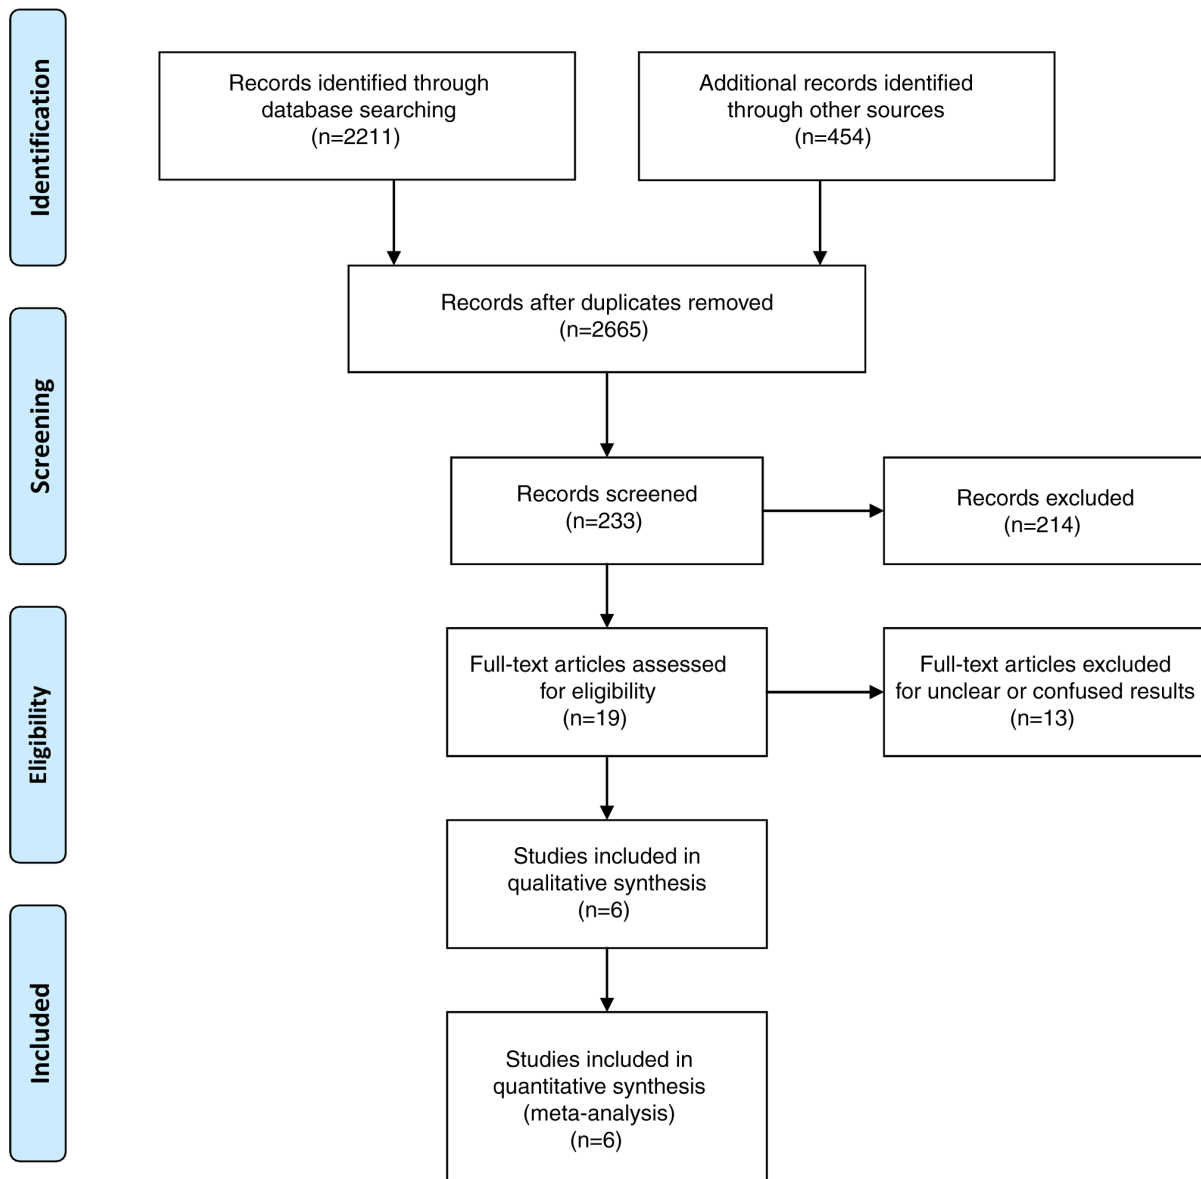 Identification
Records identified through
database searching
(n=2211)
Additional records identified
through other sources
(n=454)
Records after duplicates removed
(n=2665)
Screening
Records screened
(n=233)
Records excluded
(n=214)
Eligibility
Full-text articles assessed
for eligibility
(n=19)
Full-text articles excluded
for unclear or confused results
(n=13)
Studies included in
qualitative synthesis
(n=6)
Included
Studies included in
quantitative synthesis
(meta-analysis)
(n=6)